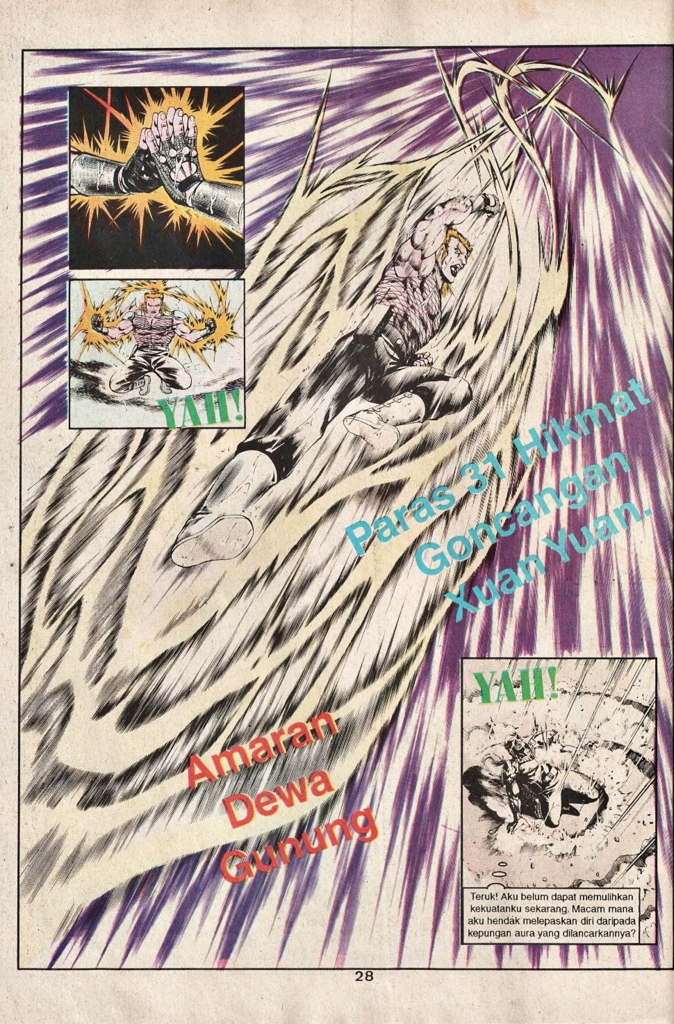 YAH!
Paras 31 Hikmat
Goncangan
Xuan Yuan.
Amaran
Dewa
Gunung
YAH!
Teruk! Aku belum dapat memulihkan
kekuatanku sekarang. Macam mana
aku hendak melepaskan diri daripada
kepungan aura yang dilancarkannya?
28